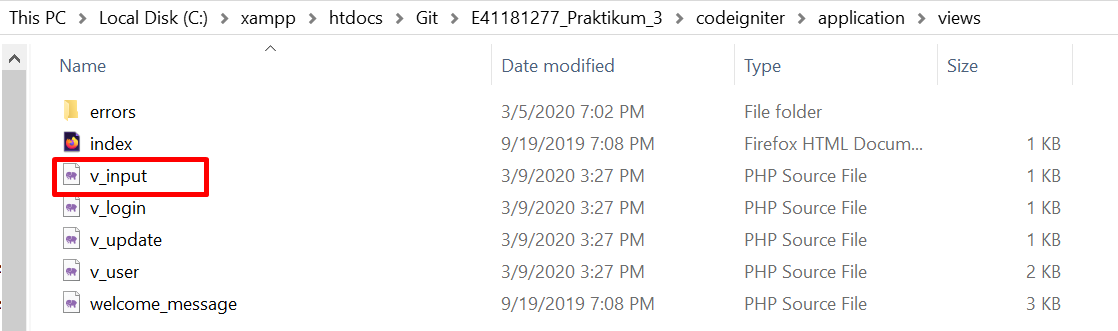 This PC > Local Disk (C:) > xampp > htdocs > Git > E41181277_Praktikum_3 > codeigniter > application > views
Name Date modified Type Size
errors 3/5/2020 7:02 PM File folder
index 9/19/2019 7:08 PM Firefox HTML Docum... 1 KB
v_input 3/9/2020 3:27 PM PHP Source File 1 KB
v_login 3/9/2020 3:27 PM PHP Source File 1 KB
v_update 3/9/2020 3:27 PM PHP Source File 1 KB
v_user 3/9/2020 3:27 PM PHP Source File 2 KB
welcome_message 9/19/2019 7:08 PM PHP Source File 3 KB